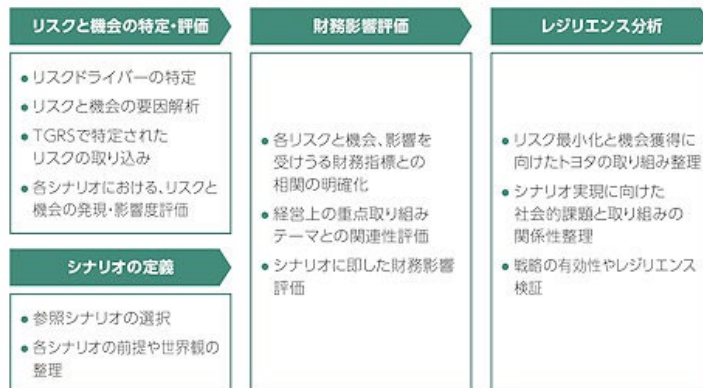 リスクと機会の特定・評価
● リスクドライバーの特定
● リスクと機会の要因解析
● TGRSで特定された
リスクの取り込み
● 各シナリオにおける、リスクと
機会の発現・影響度評価
シナリオの定義
● 参照シナリオの選択
● 各シナリオの前提や世界観の
整理
財務影響評価
● 各リスクと機会、影響を
受けうる財務指標との
相関の明確化
● 経営上の重点取り組み
テーマとの関連性評価
● シナリオに即した財務影響
評価
レジリエンス分析
● リスク最小化と機会獲得に
向けたトヨタの取り組み整理
● シナリオ実現に向けた
社会的課題と取り組みの
関係性整理
● 戦略の有効性やレジリエンス
検証